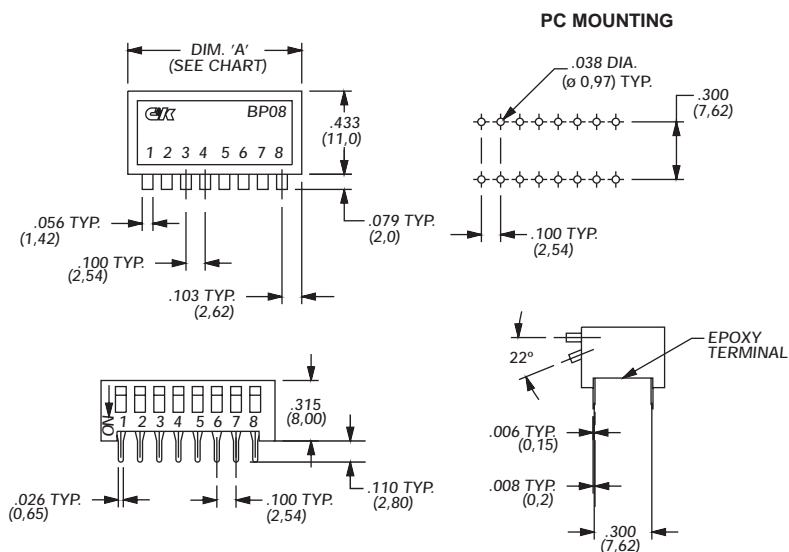 PC MOUNTING
DIM. 'A'
(SEE CHART)
CK
BP08
1 2 3 4 5 6 7 8
.433
(11,0)
.056 TYP.
(1,42)
.079 TYP.
(2,0)
.100 TYP.
(2,54)
.103 TYP.
(2,62)
.038 DIA.
(ø 0,97) TYP.
.300
(7,62)
.100 TYP.
(2,54)
ON
1 2 3 4 5 6 7 8
.315
(8,00)
.026 TYP.
(0,65)
.100 TYP.
(2,54)
.110 TYP.
(2,80)
22º
EPOXY
TERMINAL
.006 TYP.
(0,15)
.008 TYP.
(0,2)
.300
(7,62)